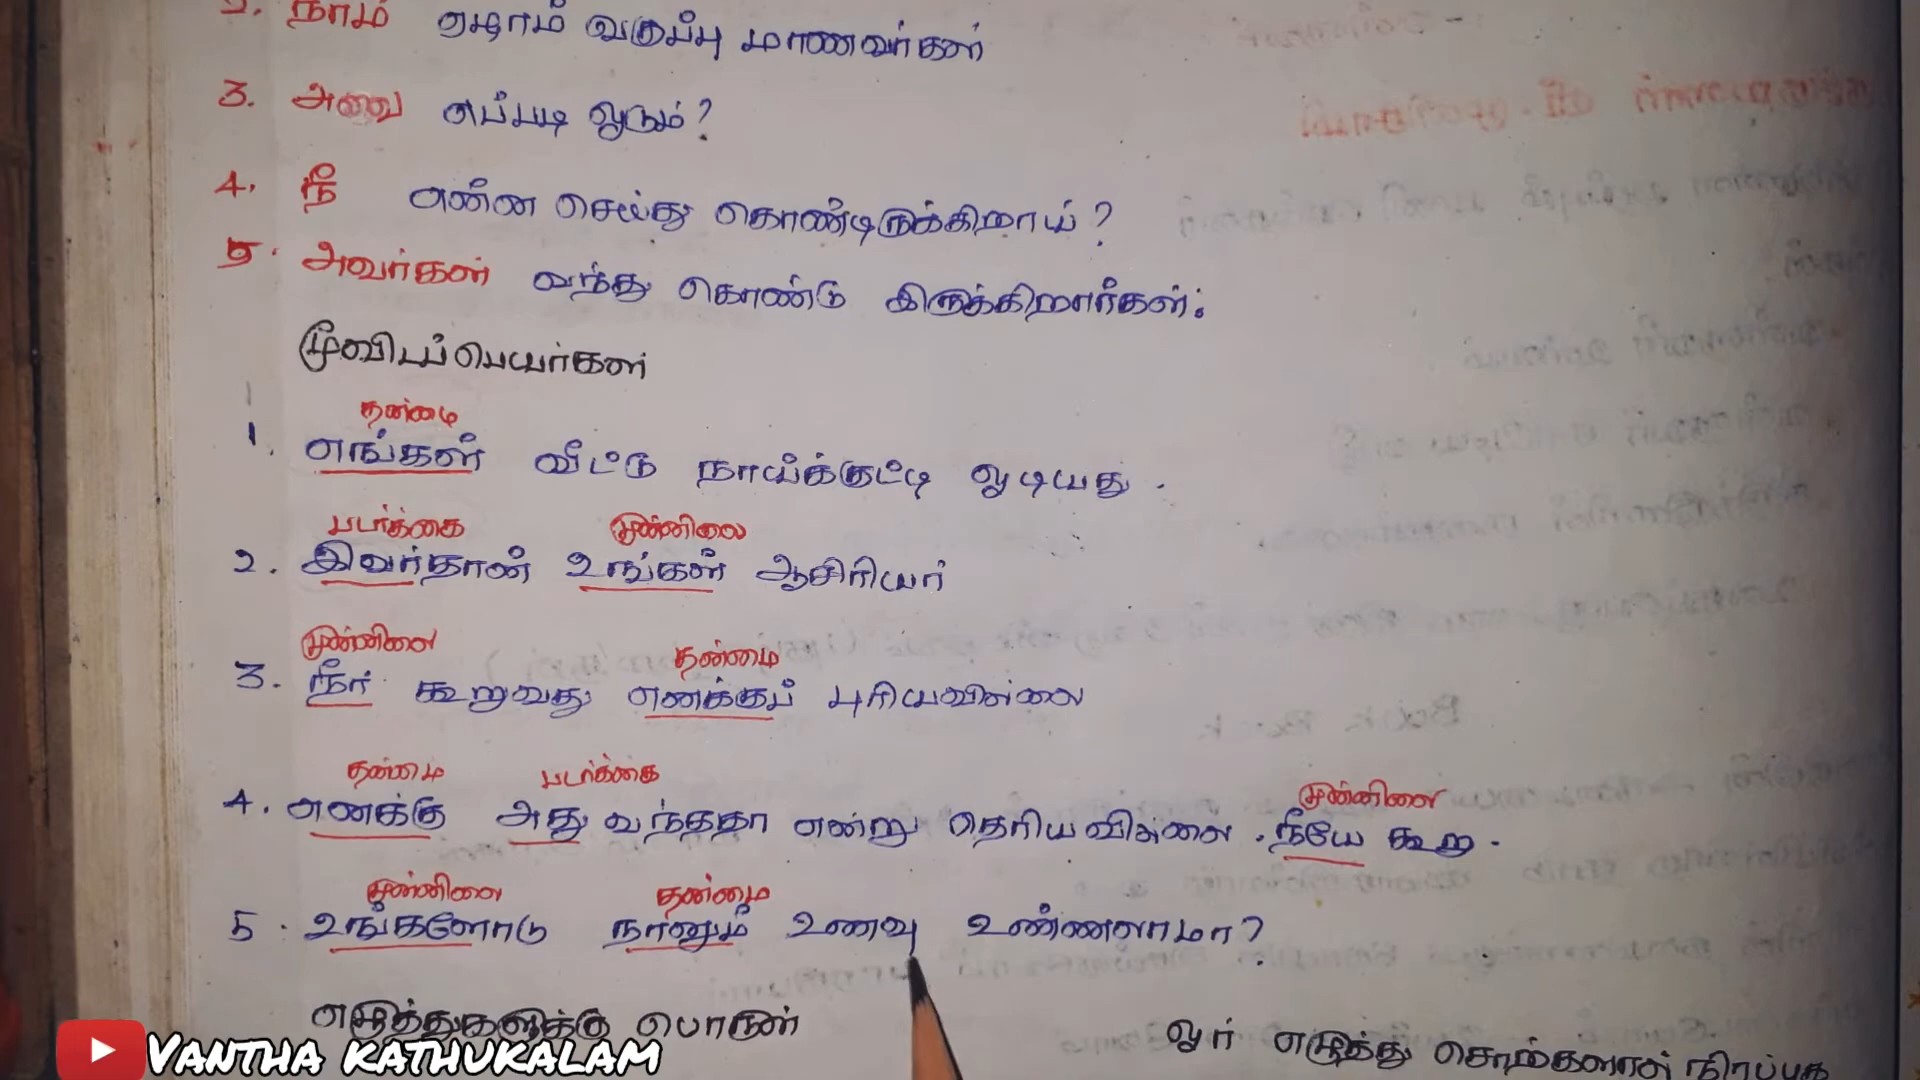 2. நாம் ஏழாம் வகுப்பு மாணவர்கள்
3. அவை எப்படி ஓடும்?
4. நீ என்ன செய்து கொண்டிருக்கிறாய்?
5. அவர்கள் வந்து கொண்டு இருக்கிறார்கள்.
மூவிடப்பெயர்கள்
தன்மை
1. எங்கள் வீட்டு நாய்க்குட்டி ஓடியது.
படர்க்கை முன்னிலை
2. இவர்தான் உங்கள் ஆசிரியர்
முன்னிலை தன்மை
3. நீர் கூறுவது எனக்குப் புரியவில்லை
தன்மை படர்க்கை முன்னிலை
4. எனக்கு அது வந்ததா என்று தெரியவில்லை. நீயே கூறு.
முன்னிலை தன்மை
5. உங்களோடு நானும் உணவு உண்ணலாமா?
எழுத்துகளுக்கு பொருள்
ஓர் எழுத்து சொற்களால் நிரப்புக
VANTHA KATHUKALAM